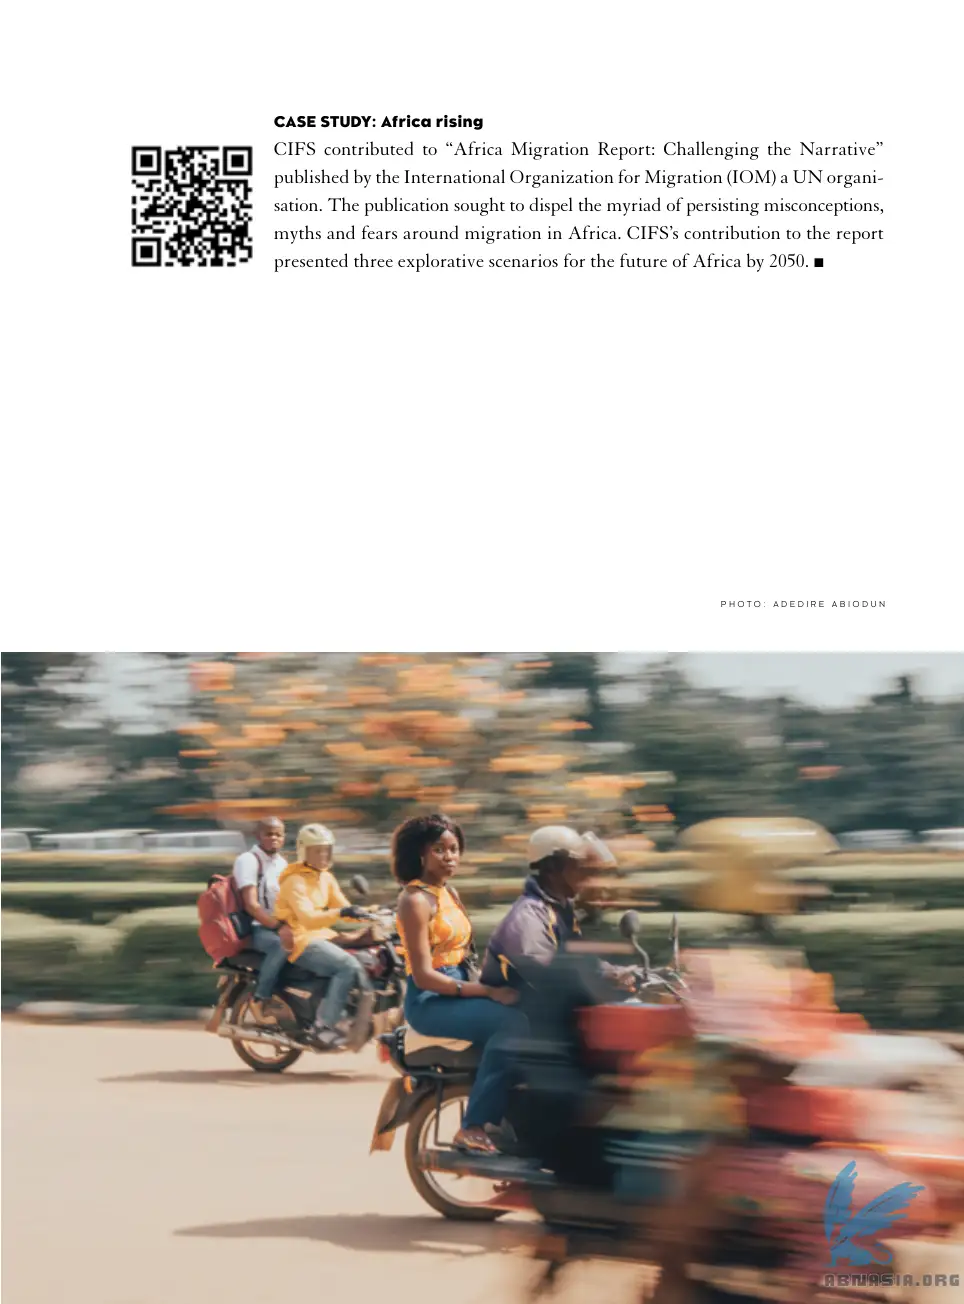 CASE STUDY: Africa rising
CIFS contributed to “Africa Migration Report: Challenging the Narrative”
published by the International Organization for Migration (IOM) a UN organi-
sation. The publication sought to dispel the myriad of persisting misconceptions,
myths and fears around migration in Africa. CIFS’s contribution to the report
presented three explorative scenarios for the future of Africa by 2050. ■
PHOTO: ADEDIRE ABIODUN
ABNASIA.ORG